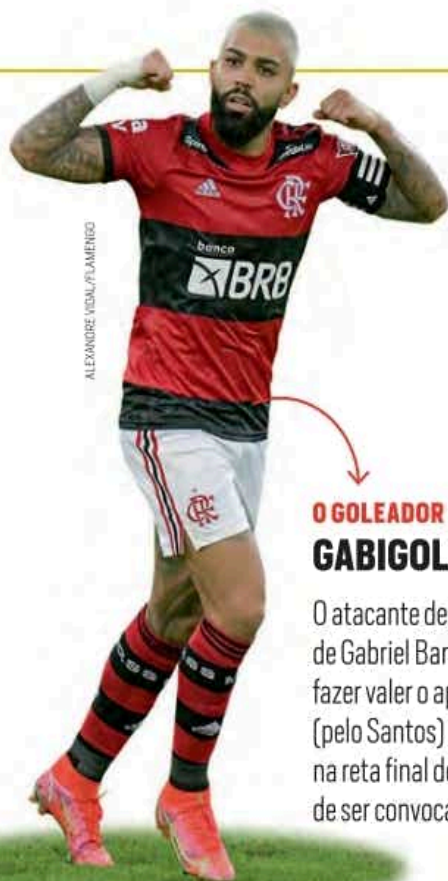 ALEXANDRE VIDAL/FLAMENGO
adidas
banco
BRB
O GOLEADOR
GABIGOL
O atacante de
de Gabriel Bar
fazer valer o ap
(pelo Santos)
na reta final d
de ser convoca